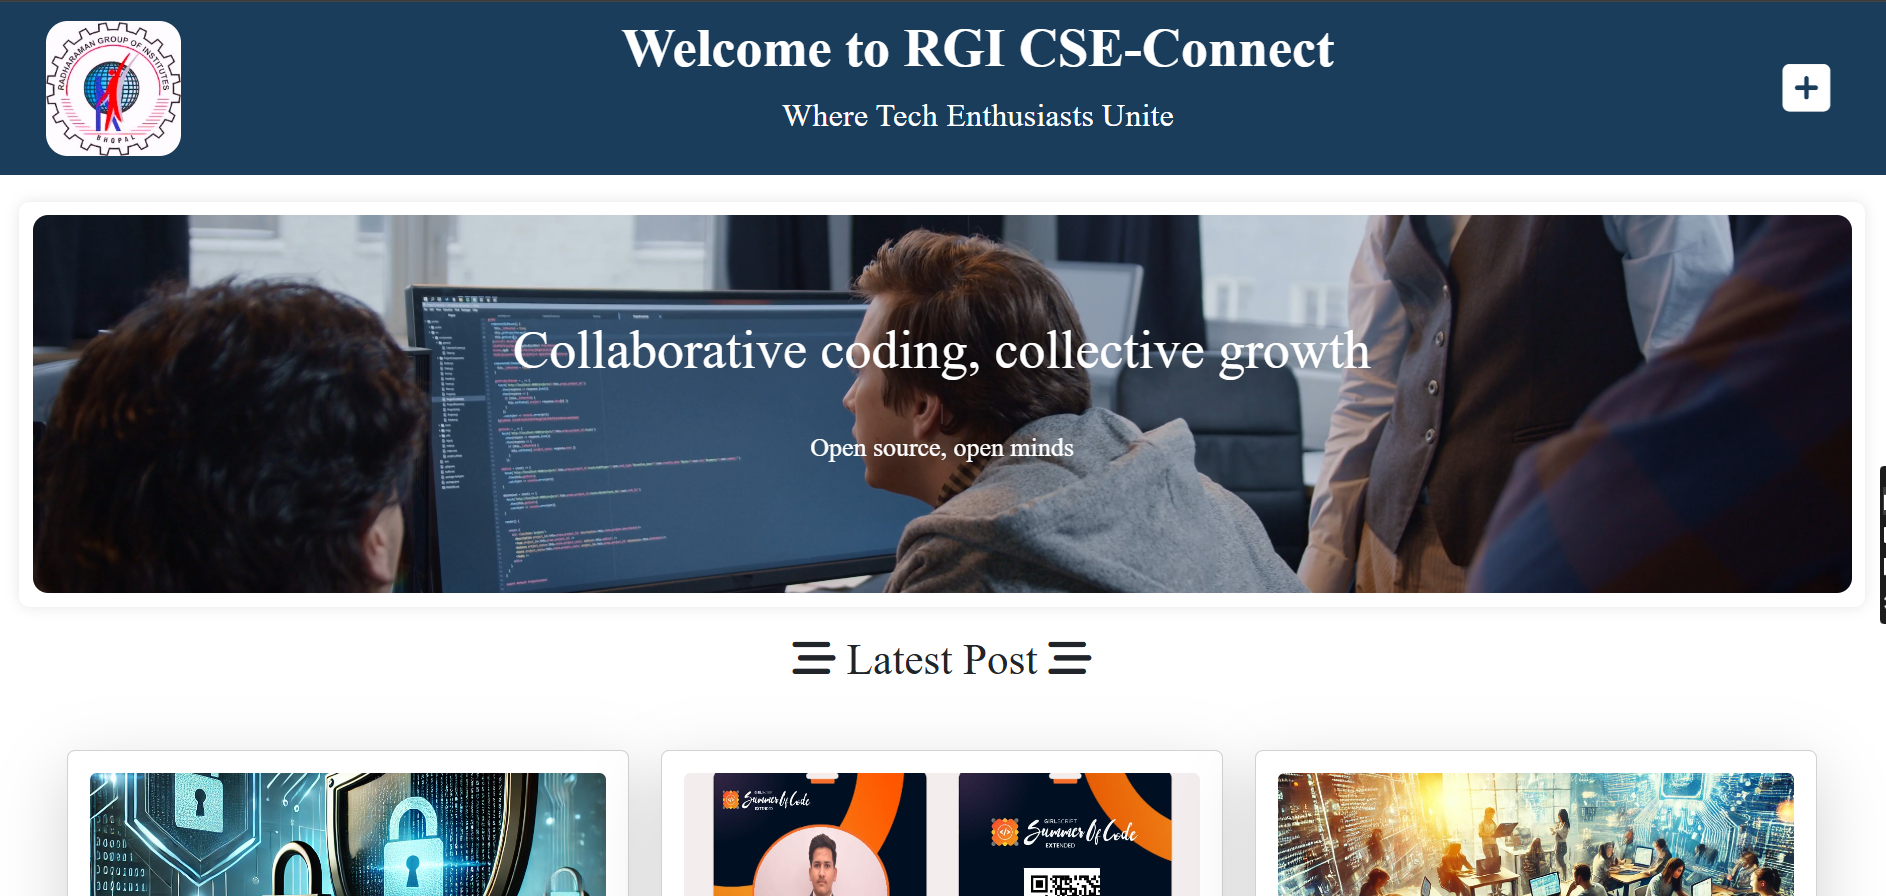 RADHARAMAN GROUP OF INSTITUTES
BHOPAL
Welcome to RGI CSE-Connect
Where Tech Enthusiasts Unite
Collaborative coding, collective growth
Open source, open minds
Latest Post
GIRLSCRIPT
Summer Of Code
EXTENDED
GIRLSCRIPT
Summer Of Code
EXTENDED